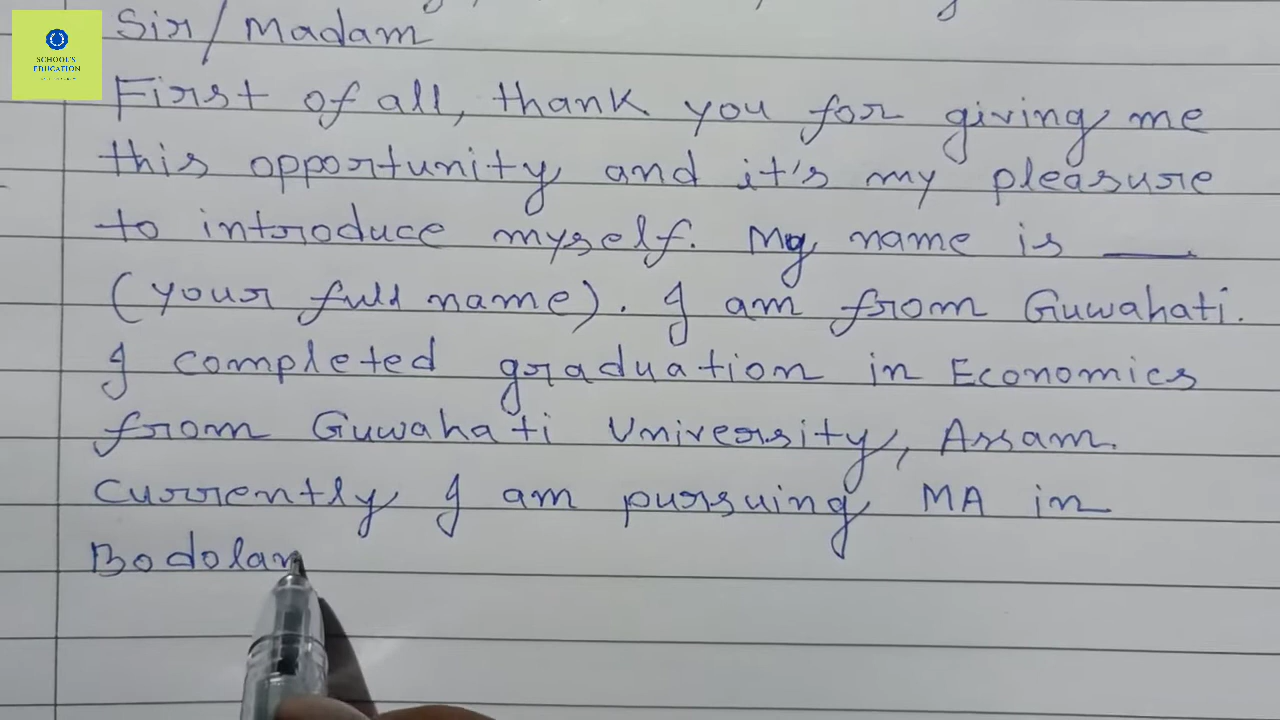 SCHOOL'S
EDUCATION
Sir/Madam
First of all, thank you for giving me
this opportunity and it's my pleasure
to introduce myself. My name is ____
(your full name). I am from Guwahati.
I completed graduation in Economics
from Guwahati University, Assam.
Currently I am pursuing MA in
Bodolan